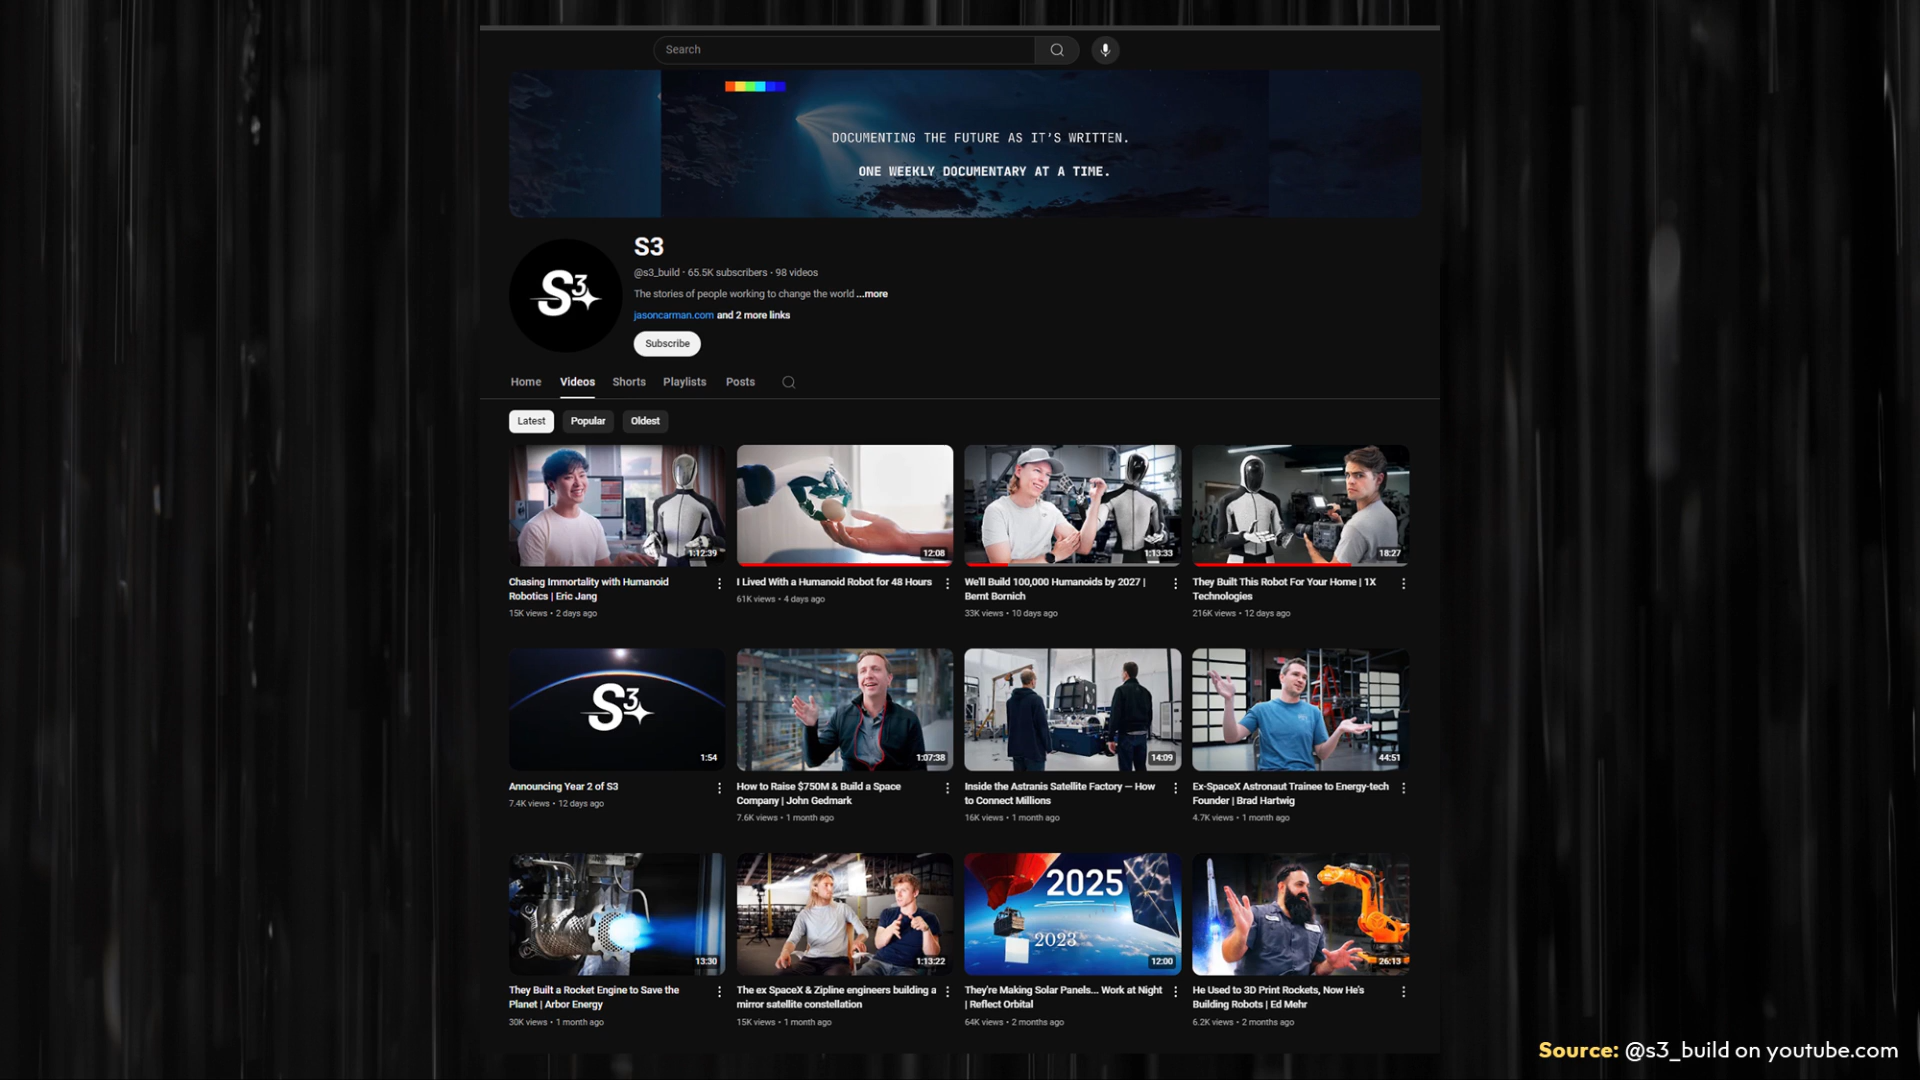 Search
DOCUMENTING THE FUTURE AS IT'S WRITTEN.
ONE WEEKLY DOCUMENTARY AT A TIME.
S3
S3
@s3_build · 65.5K subscribers · 98 videos
The stories of people working to change the world ...more
jasoncarman.com and 2 more links
Subscribe
Home Videos Shorts Playlists Posts
Latest Popular Oldest
1:12:39 12:08 1:13:33 18:27
Chasing Immortality with Humanoid
Robotics | Eric Jang
15K views • 2 days ago
I Lived With a Humanoid Robot for 48 Hours
61K views • 4 days ago
We'll Build 100,000 Humanoids by 2027 |
Bernt Bornich
33K views • 10 days ago
They Built This Robot For Your Home | 1X
Technologies
216K views • 12 days ago
S3
1:54 1:07:38 14:09 44:51
Announcing Year 2 of S3
7.4K views • 12 days ago
How to Raise $750M & Build a Space
Company | John Gedmark
7.6K views • 1 month ago
Inside the Astranis Satellite Factory — How
to Connect Millions
16K views • 1 month ago
Ex-SpaceX Astronaut Trainee to Energy-tech
Founder | Brad Hartwig
4.7K views • 1 month ago
2025
2023
13:30 1:13:22 12:00 26:13
They Built a Rocket Engine to Save the
Planet | Arbor Energy
30K views • 1 month ago
The ex SpaceX & Zipline engineers building a
mirror satellite constellation
15K views • 1 month ago
They're Making Solar Panels... Work at Night
| Reflect Orbital
64K views • 2 months ago
He Used to 3D Print Rockets, Now He's
Building Robots | Ed Mehr
6.2K views • 2 months ago
Source: @s3_build on youtube.com